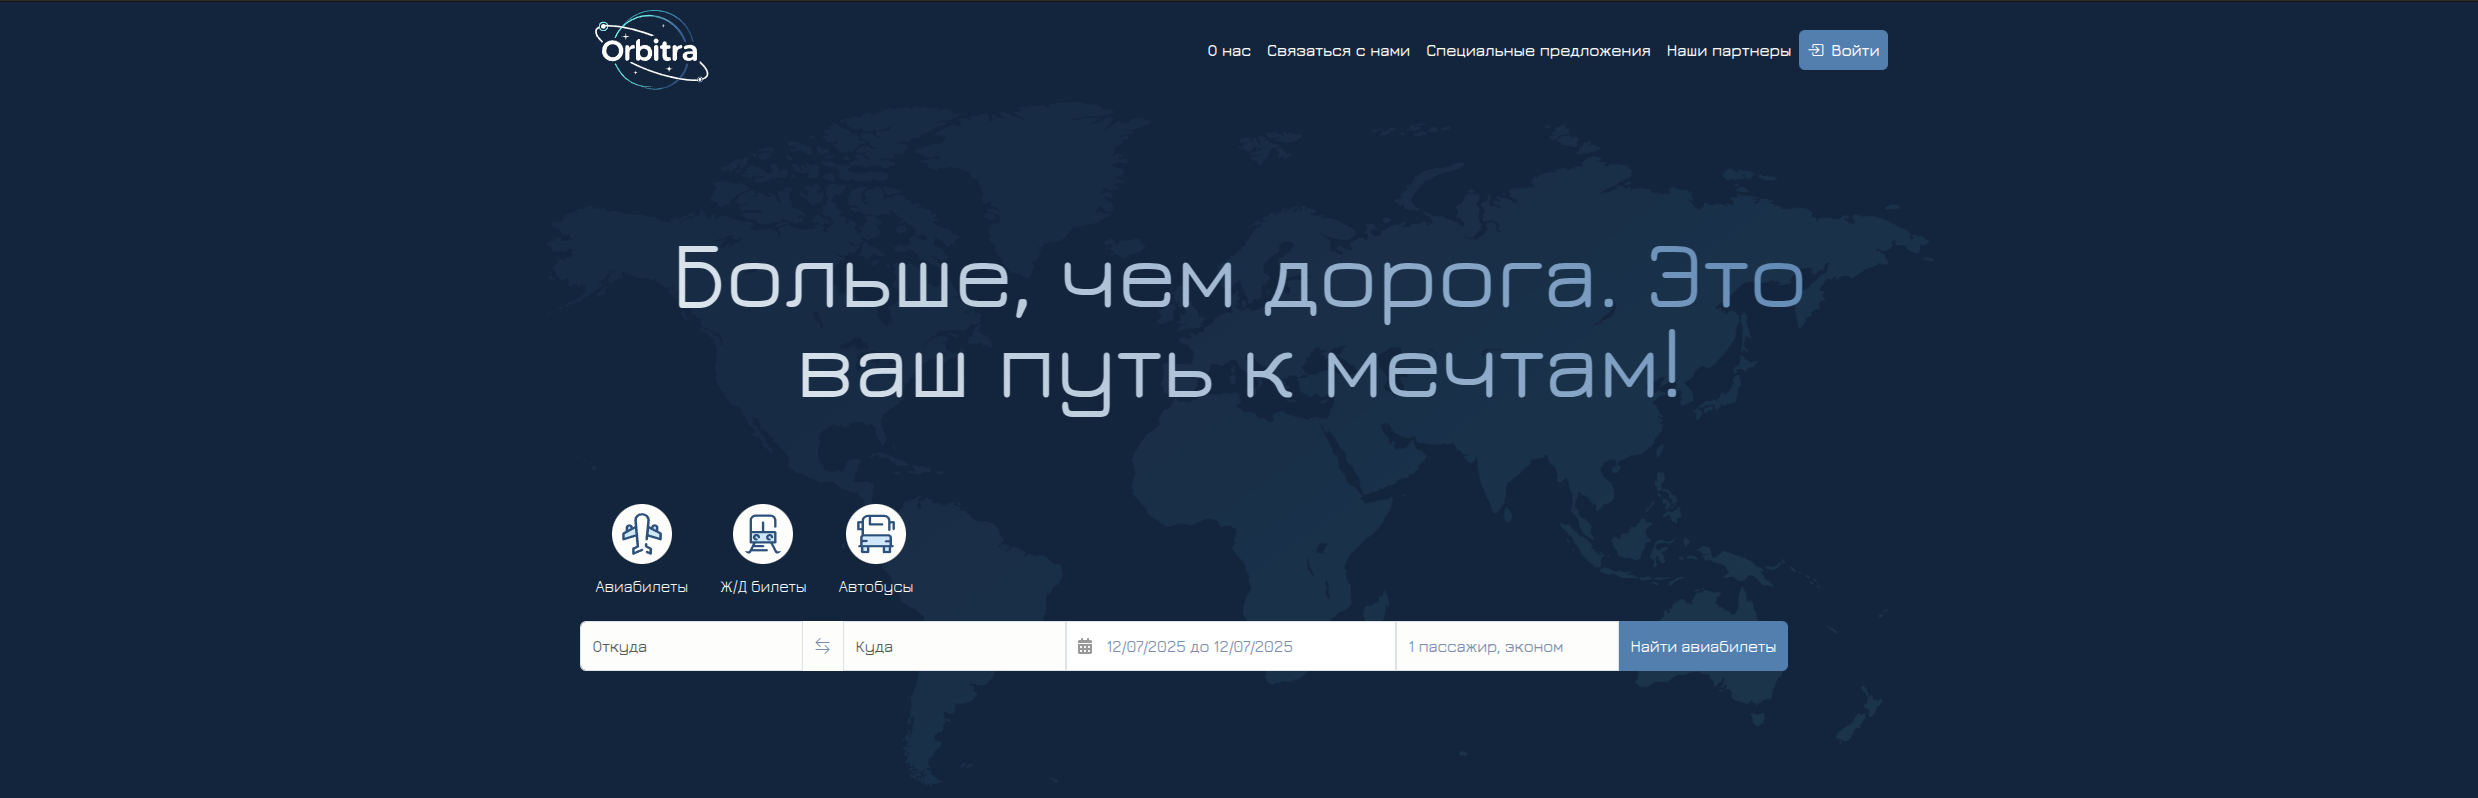 Orbitra
О нас Связаться с нами Специальные предложения Наши партнеры Войти
Больше, чем дорога. Это
ваш путь к мечтам!
Авиабилеты Ж/Д билеты Автобусы
Откуда Куда 12/07/2025 до 12/07/2025 1 пассажир, эконом Найти авиабилеты